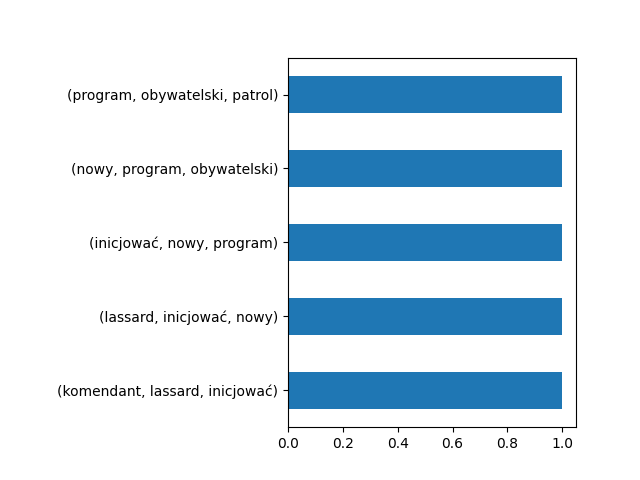 (program, obywatelski, patrol)
(nowy, program, obywatelski)
(inicjować, nowy, program)
(lassard, inicjować, nowy)
(komendant, lassard, inicjować)
0.0 0.2 0.4 0.6 0.8 1.0